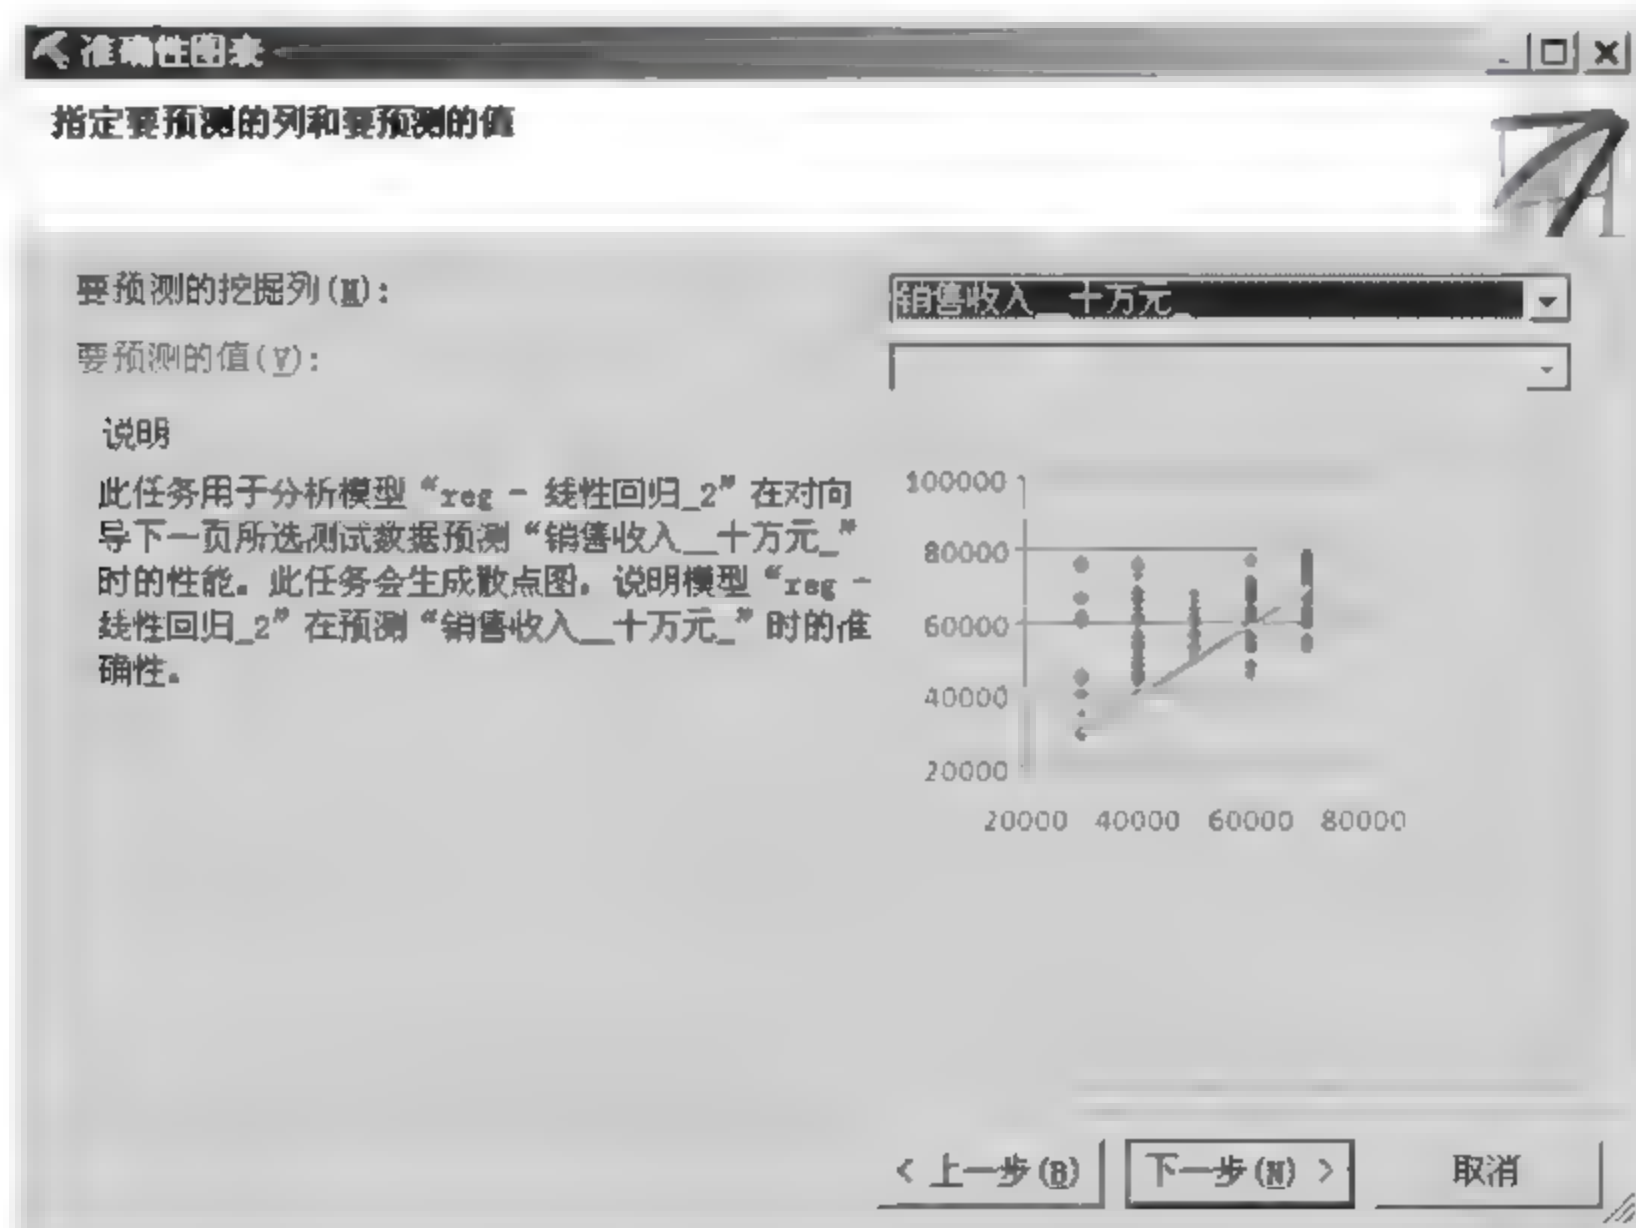 准确性图表
指定要预测的列和要预测的值
要预测的挖掘列(M):
销售收入__十万元_
要预测的值(V):
说明
此任务用于分析模型“reg - 线性回归_2”在对向
导下一页所选测试数据预测“销售收入__十万元_”
时的性能。此任务会生成散点图，说明模型“reg -
线性回归_2”在预测“销售收入__十万元_”时的准
确性。
100000
80000
60000
40000
20000
20000 40000 60000 80000
< 上一步(B)
下一步(N) >
取消